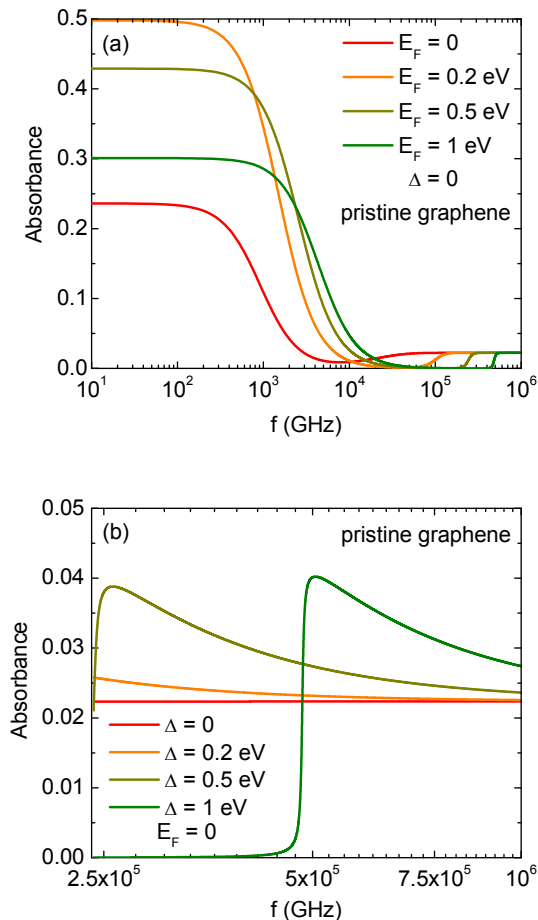 (a)
E_F = 0
E_F = 0.2 eV
E_F = 0.5 eV
E_F = 1 eV
Δ = 0
pristine graphene
Absorbance
0.5
0.4
0.3
0.2
0.1
0.0
10^1 10^2 10^3 10^4 10^5 10^6
f (GHz)
(b)
pristine graphene
Absorbance
0.05
0.04
0.03
0.02
0.01
0.00
Δ = 0
Δ = 0.2 eV
Δ = 0.5 eV
Δ = 1 eV
E_F = 0
2.5x10^5 5x10^5 7.5x10^5 10^6
f (GHz)